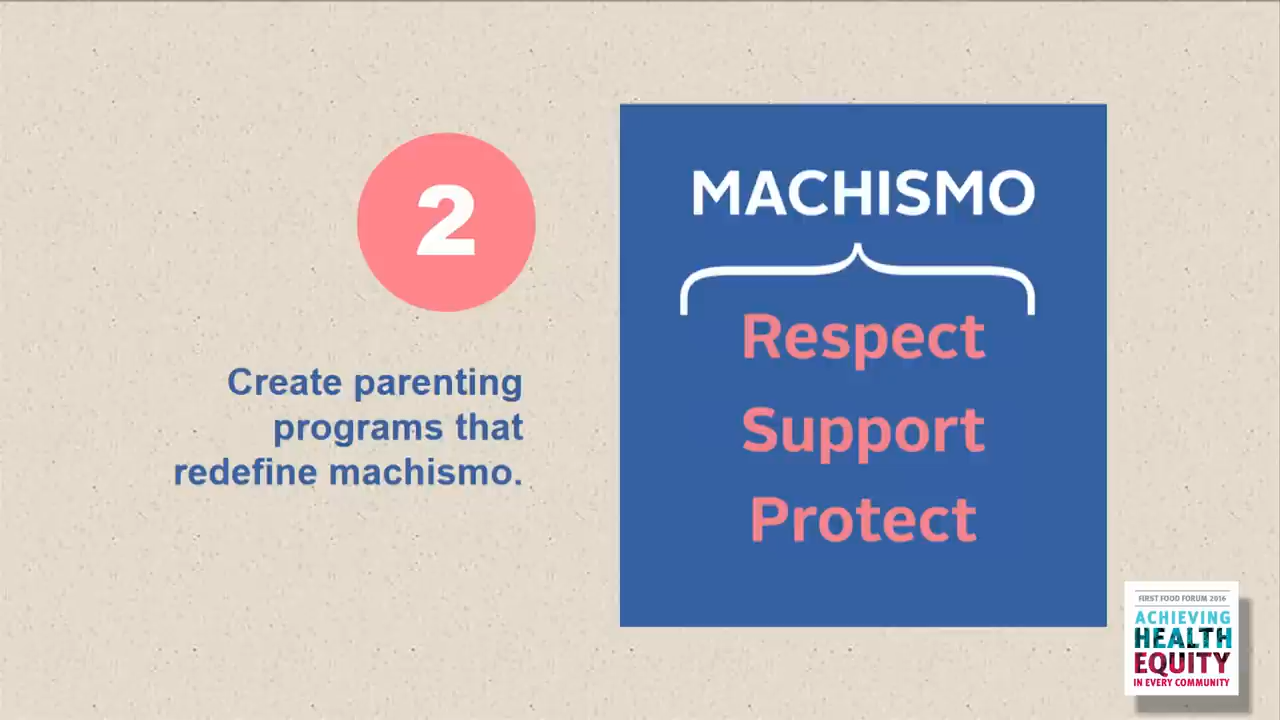 2
Create parenting
programs that
redefine machismo.
MACHISMO
Respect
Support
Protect
FIRST FOOD FORUM 2016
ACHIEVING
HEALTH
EQUITY
IN EVERY COMMUNITY